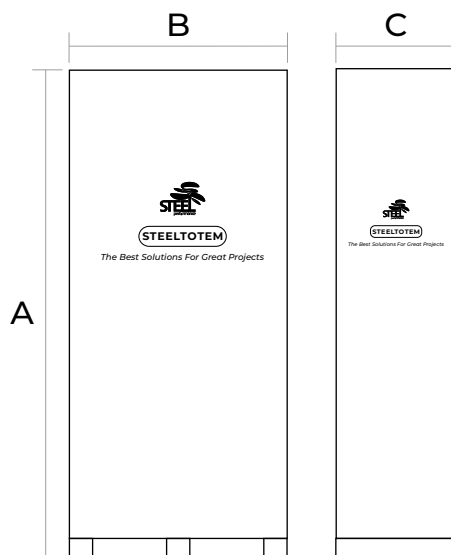 B
C
A
STEEL
STEELTOTEM
The Best Solutions For Great Projects
STEEL
STEELTOTEM
The Best Solutions For Great Projects